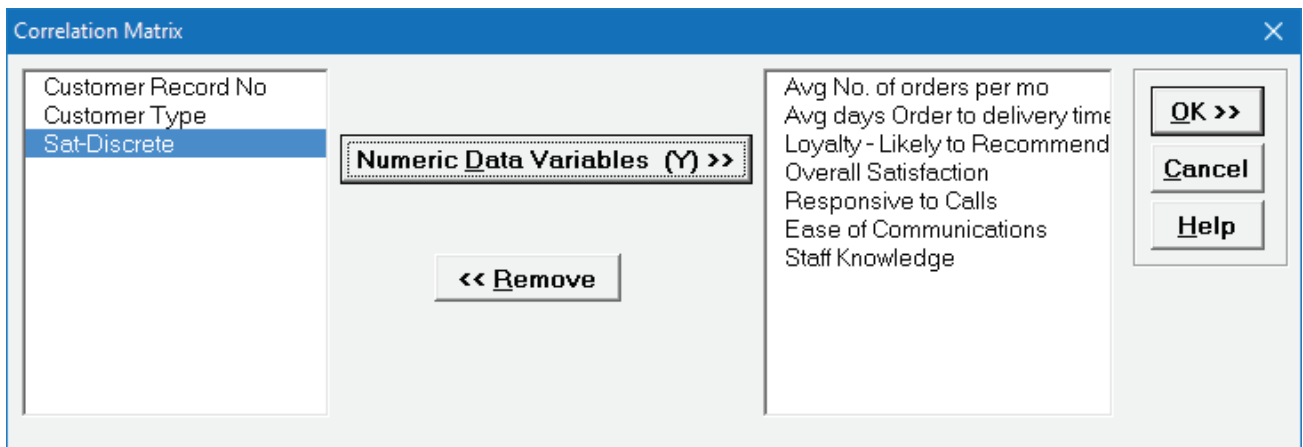 Correlation Matrix
Customer Record No
Customer Type
Sat-Discrete
Numeric Data Variables (Y) >>
<< Remove
Avg No. of orders per mo
Avg days Order to delivery time
Loyalty - Likely to Recommend
Overall Satisfaction
Responsive to Calls
Ease of Communications
Staff Knowledge
OK >>
Cancel
Help